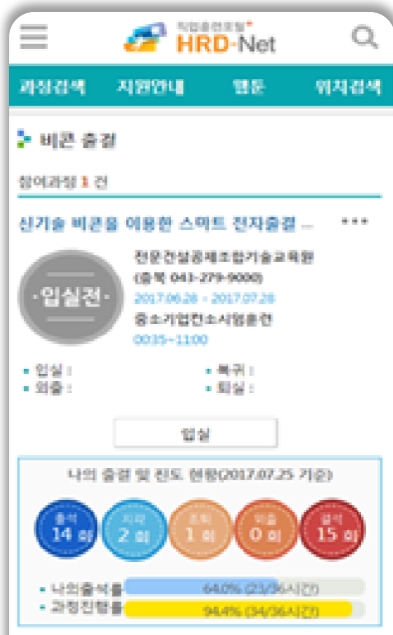 직업훈련포털
HRD-Net
과정검색 지원안내 웹툰 위치검색
비콘 출결
참여과정 1 건
신기술 비콘을 이용한 스마트 전자출결 ...
입실전
전문건설공제조합기술교육원
(충북 043-279-9000)
2017.06.28 ~ 2017.07.28
중소기업컨소시엄훈련
00:35~11:00
입실 : 복귀 :
외출 : 퇴실 :
입실
나의 출결 및 진도 현황(2017.07.25 기준)
출석 지각 조퇴 외출 결석
14 회 2 회 1 회 0 회 15 회
나의출석률 64.0% (23/36시간)
과정진행률 94.4% (34/36시간)